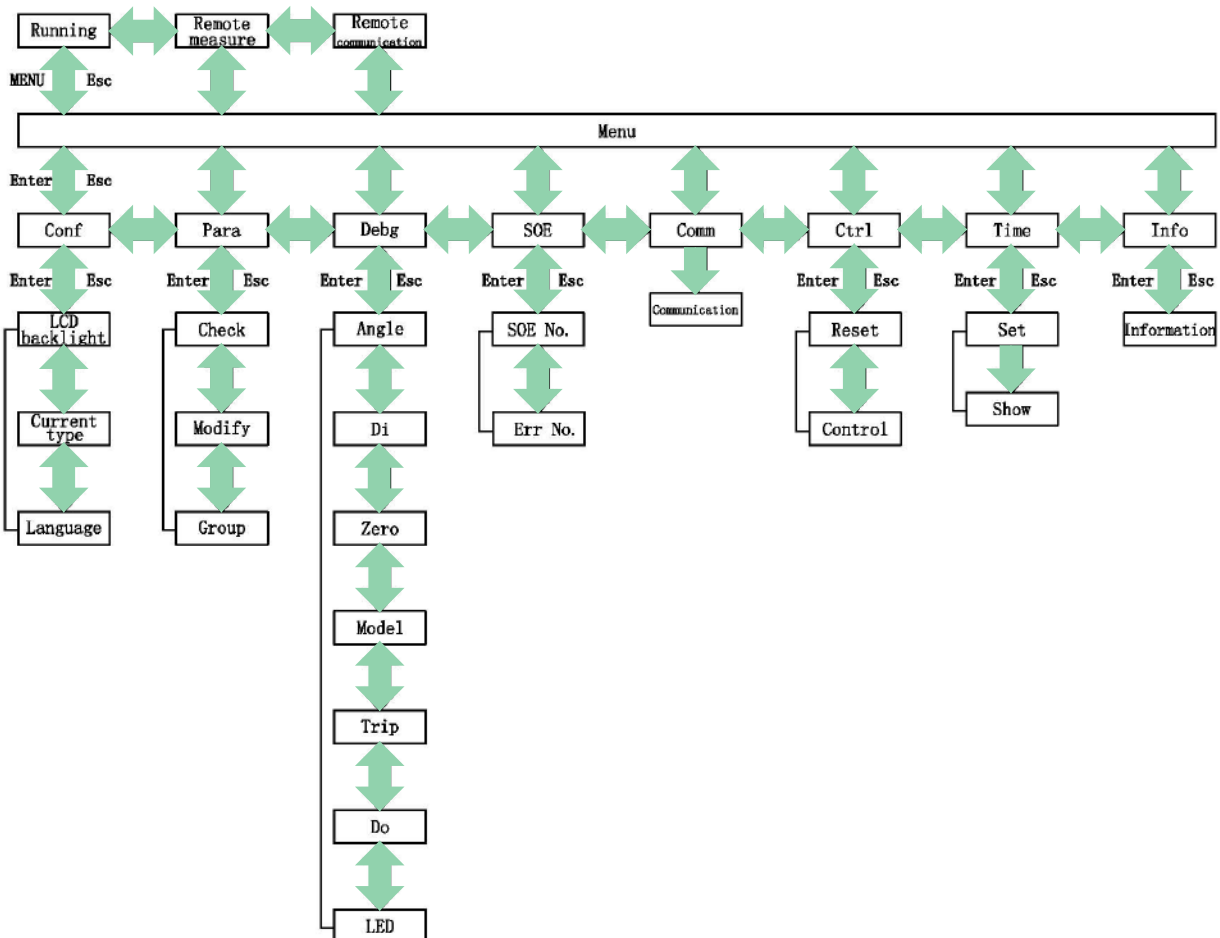 Running
Remote
measure
Remote
communication
MENU
Esc
Menu
Enter
Esc
Conf
Para
Debg
SOE
Comm
Ctrl
Time
Info
Enter
Esc
Enter
Esc
Enter
Esc
Enter
Esc
Enter
Esc
Enter
Esc
Enter
Esc
LCD
backlight
Check
Angle
SOE No.
Communication
Reset
Set
Information
Current
type
Modify
Di
Err No.
Control
Show
Language
Group
Zero
Model
Trip
Do
LED